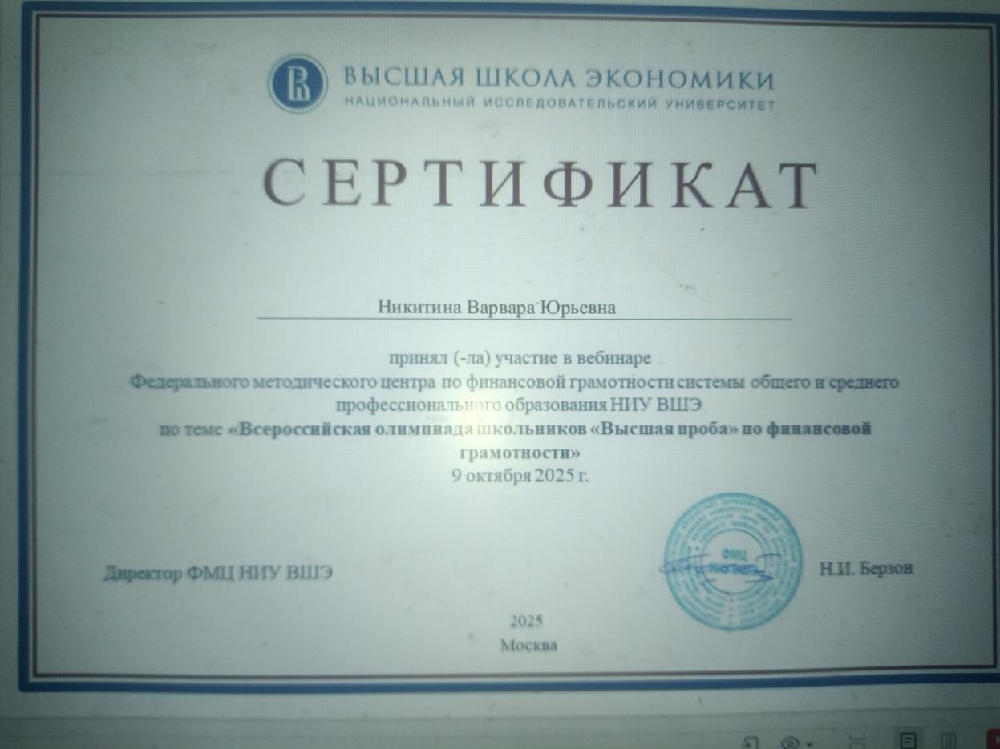 ВЫСШАЯ ШКОЛА ЭКОНОМИКИ
НАЦИОНАЛЬНЫЙ ИССЛЕДОВАТЕЛЬСКИЙ УНИВЕРСИТЕТ
СЕРТИФИКАТ
Никитина Варвара Юрьевна
принял (-ла) участие в вебинаре
Федерального методического центра по финансовой грамотности системы общего и среднего
профессионального образования НИУ ВШЭ
по теме «Всероссийская олимпиада школьников «Высшая проба» по финансовой
грамотности»
9 октября 2025 г.
ФМЦ
НИУ ВШЭ
Директор ФМЦ НИУ ВШЭ
Н.И. Берзон
2025
Москва